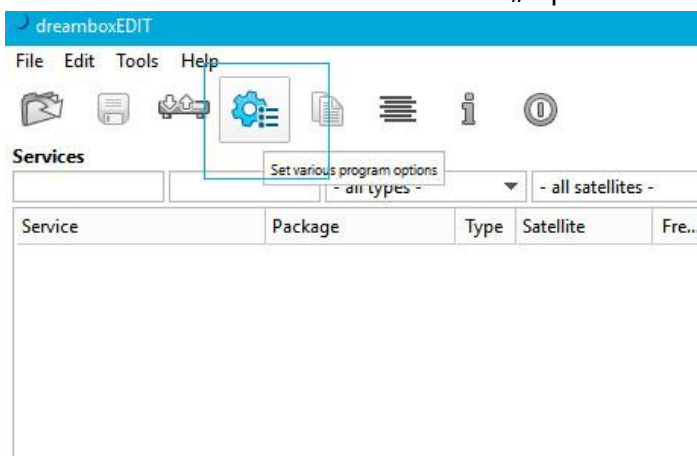 dreamboxEDIT
File Edit Tools Help
Services
Set various program options
- all types -
- all satellites -
Service Package Type Satellite Fre...